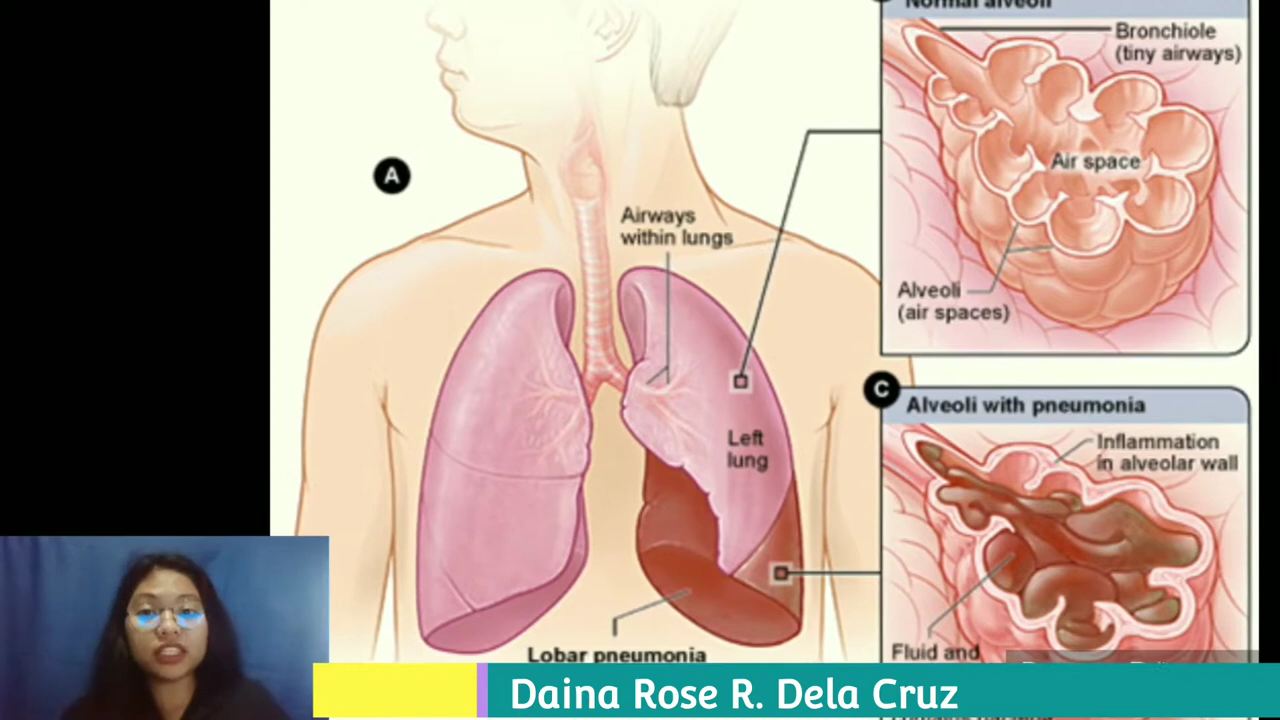 Normal alveoli
Bronchiole
(tiny airways)
Air space
Alveoli
(air spaces)
A
Airways
within lungs
Left
lung
C
Alveoli with pneumonia
Inflammation
in alveolar wall
Fluid and
Lobar pneumonia
Daina Rose R. Dela Cruz